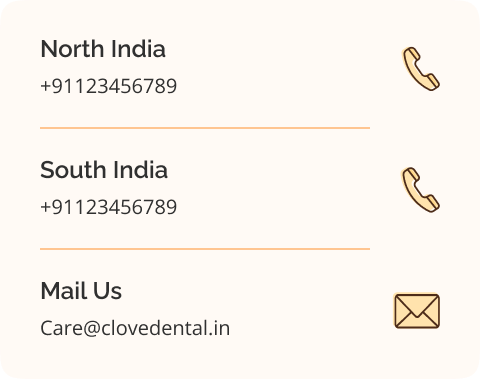 North India
+91123456789
South India
+91123456789
Mail Us
Care@clovedental.in